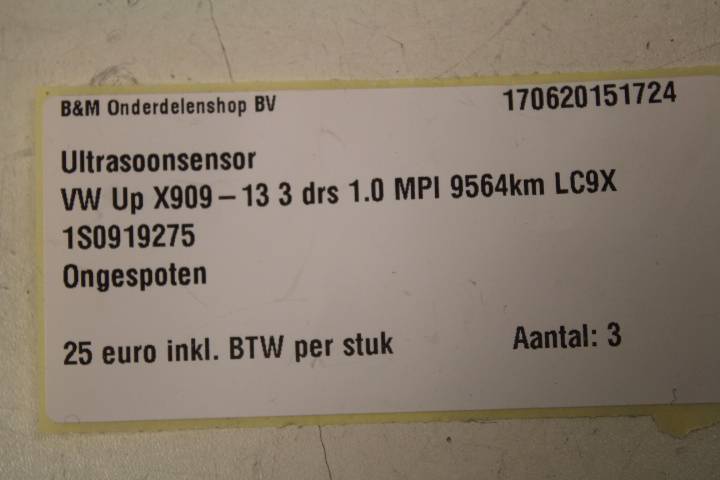 B&M Onderdelenshop BV 170620151724
Ultrasoonsensor
VW Up X909-13 3 drs 1.0 MPI 9564km LC9X
1S0919275
Ongespoten
25 euro inkl. BTW per stuk Aantal: 3